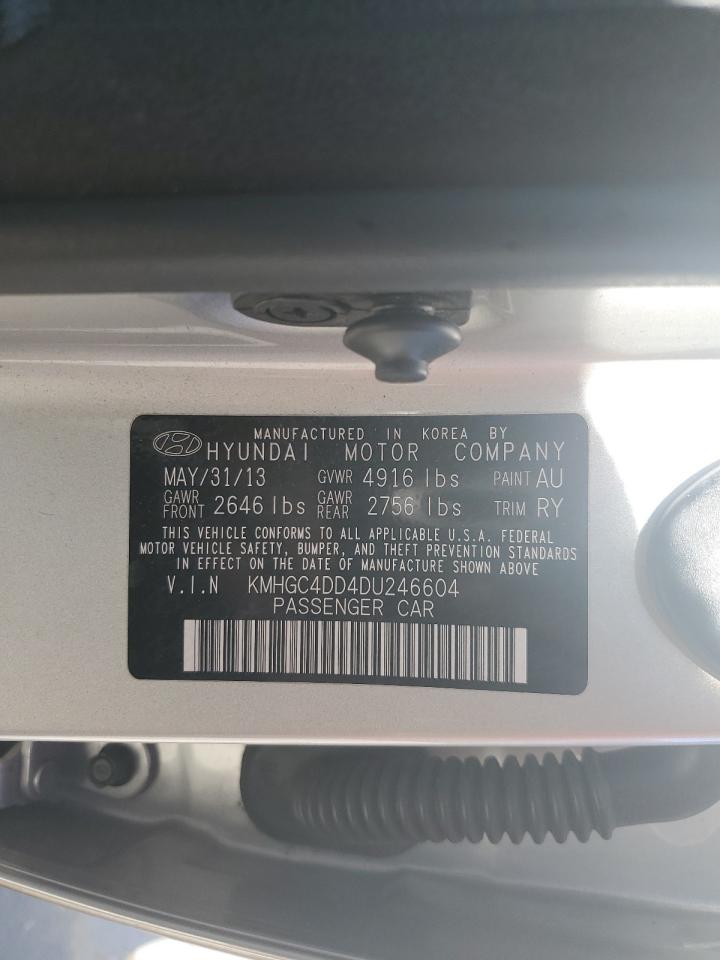 MANUFACTURED IN KOREA BY
HYUNDAI MOTOR COMPANY
MAY/31/13 GVWR 4916 lbs PAINT AU
GAWR FRONT 2646 lbs GAWR REAR 2756 lbs TRIM RY
THIS VEHICLE CONFORMS TO ALL APPLICABLE U.S.A. FEDERAL
MOTOR VEHICLE SAFETY, BUMPER, AND THEFT PREVENTION STANDARDS
IN EFFECT ON THE DATE OF MANUFACTURE SHOWN ABOVE
V.I.N KMHGC4DD4DU246604
PASSENGER CAR